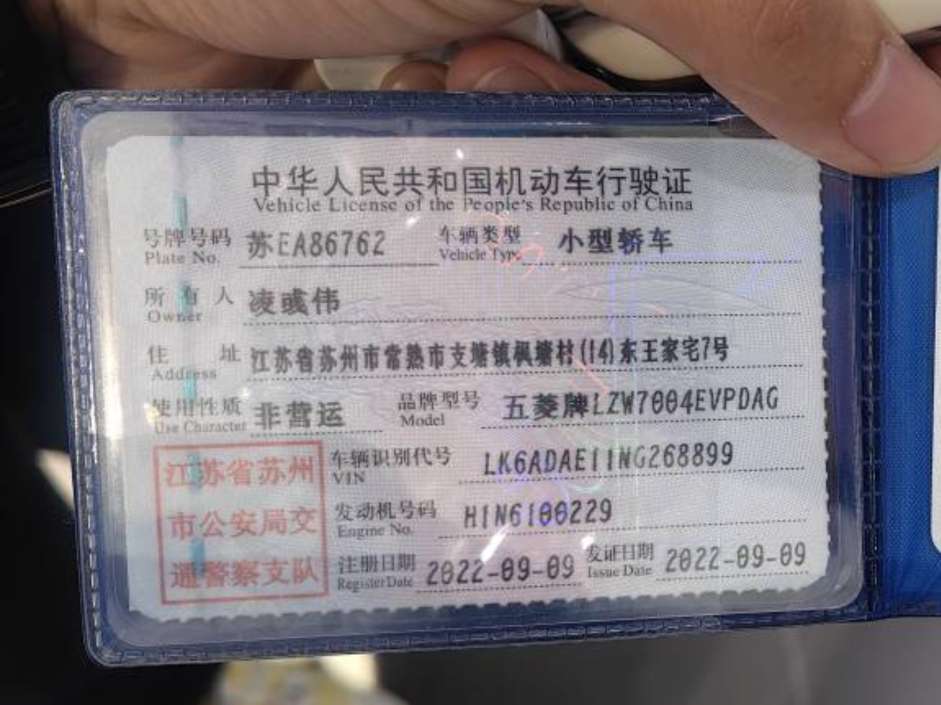 中华人民共和国机动车行驶证
Vehicle License of the People's Republic of China
号牌号码 苏EA86762 车辆类型 小型轿车
Plate No. Vehicle Type
所有人 凌彧伟
Owner
住址 江苏省苏州市常熟市支塘镇枫塘村(14)东王家宅7号
Address
使用性质 非营运 品牌型号 五菱牌LZW7004EVPDAG
Use Character Model
江苏省苏州 车辆识别代号 LK6ADAE11NG268899
VIN
市公安局交 发动机号码 H1N6100229
Engine No.
通警察支队 注册日期 2022-09-09 发证日期 2022-09-09
Register Date Issue Date